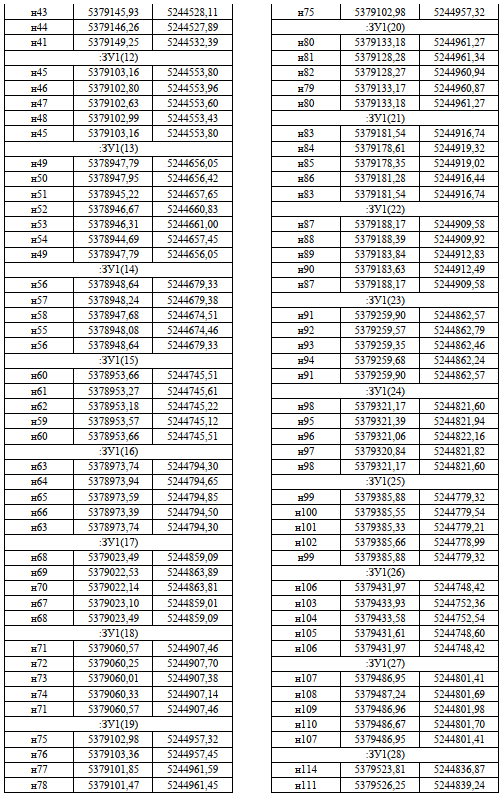 н43 5379145,93 5244528,11
н44 5379146,26 5244527,89
н41 5379149,25 5244532,39
:ЗУ1(12)
н45 5379103,16 5244553,80
н46 5379102,80 5244553,96
н47 5379102,63 5244553,60
н48 5379102,99 5244553,43
н45 5379103,16 5244553,80
:ЗУ1(13)
н49 5378947,79 5244656,05
н50 5378947,95 5244656,42
н51 5378945,22 5244657,65
н52 5378946,67 5244660,83
н53 5378946,31 5244661,00
н54 5378944,69 5244657,45
н49 5378947,79 5244656,05
:ЗУ1(14)
н56 5378948,64 5244679,33
н57 5378948,24 5244679,38
н58 5378947,68 5244674,51
н55 5378948,08 5244674,46
н56 5378948,64 5244679,33
:ЗУ1(15)
н60 5378953,66 5244745,51
н61 5378953,27 5244745,61
н62 5378953,18 5244745,22
н59 5378953,57 5244745,12
н60 5378953,66 5244745,51
:ЗУ1(16)
н63 5378973,74 5244794,30
н64 5378973,94 5244794,65
н65 5378973,59 5244794,85
н66 5378973,39 5244794,50
н63 5378973,74 5244794,30
:ЗУ1(17)
н68 5379023,49 5244859,09
н69 5379022,53 5244863,89
н70 5379022,14 5244863,81
н67 5379023,10 5244859,01
н68 5379023,49 5244859,09
:ЗУ1(18)
н71 5379060,57 5244907,46
н72 5379060,25 5244907,70
н73 5379060,01 5244907,38
н74 5379060,33 5244907,14
н71 5379060,57 5244907,46
:ЗУ1(19)
н75 5379102,98 5244957,32
н76 5379103,36 5244957,45
н77 5379101,85 5244961,59
н78 5379101,47 5244961,45
н75 5379102,98 5244957,32
:ЗУ1(20)
н80 5379133,18 5244961,27
н81 5379128,28 5244961,34
н82 5379128,27 5244960,94
н79 5379133,17 5244960,87
н80 5379133,18 5244961,27
:ЗУ1(21)
н83 5379181,54 5244916,74
н84 5379178,61 5244919,32
н85 5379178,35 5244919,02
н86 5379181,28 5244916,44
н83 5379181,54 5244916,74
:ЗУ1(22)
н87 5379188,17 5244909,58
н88 5379188,39 5244909,92
н89 5379183,84 5244912,83
н90 5379183,63 5244912,49
н87 5379188,17 5244909,58
:ЗУ1(23)
н91 5379259,90 5244862,57
н92 5379259,57 5244862,79
н93 5379259,35 5244862,46
н94 5379259,68 5244862,24
н91 5379259,90 5244862,57
:ЗУ1(24)
н98 5379321,17 5244821,60
н95 5379321,39 5244821,94
н96 5379321,06 5244822,16
н97 5379320,84 5244821,82
н98 5379321,17 5244821,60
:ЗУ1(25)
н99 5379385,88 5244779,32
н100 5379385,55 5244779,54
н101 5379385,33 5244779,21
н102 5379385,66 5244778,99
н99 5379385,88 5244779,32
:ЗУ1(26)
н106 5379431,97 5244748,42
н103 5379433,93 5244752,36
н104 5379433,58 5244752,54
н105 5379431,61 5244748,60
н106 5379431,97 5244748,42
:ЗУ1(27)
н107 5379486,95 5244801,41
н108 5379487,24 5244801,69
н109 5379486,96 5244801,98
н110 5379486,67 5244801,70
н107 5379486,95 5244801,41
:ЗУ1(28)
н114 5379523,81 5244836,87
н111 5379526,25 5244839,24